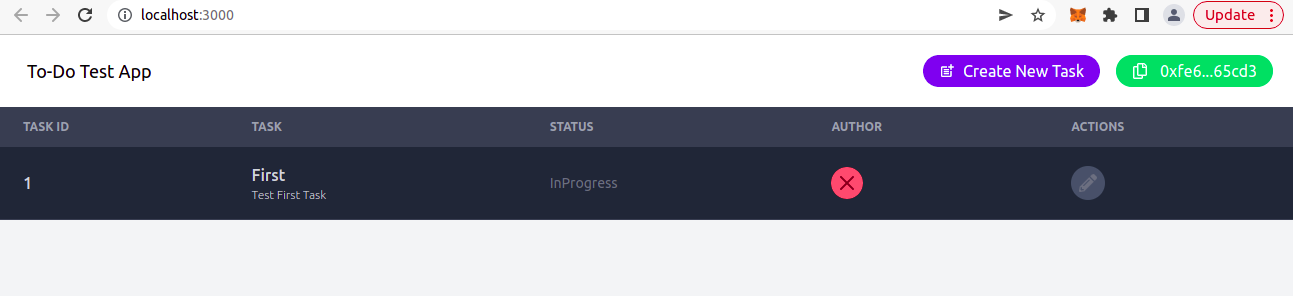 localhost:3000
Update
To-Do Test App
Create New Task
0xfe6...65cd3
TASK ID TASK STATUS AUTHOR ACTIONS
1 First InProgress
Test First Task